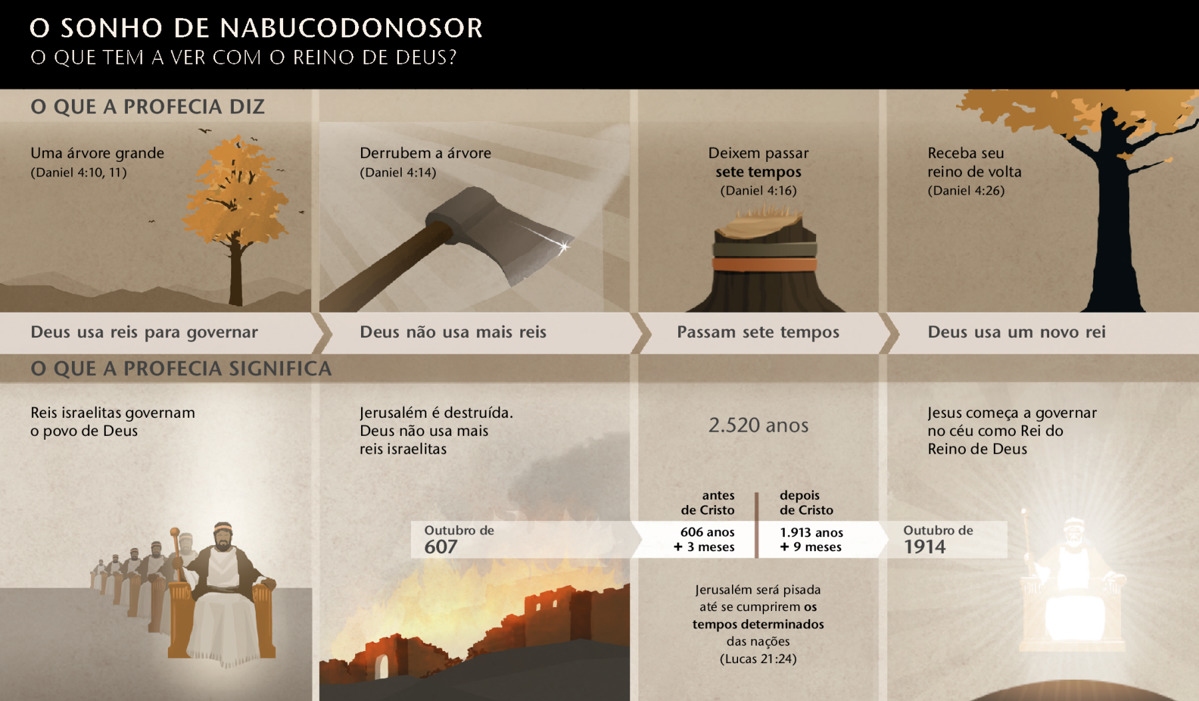 O SONHO DE NABUCODONOSOR
O QUE TEM A VER COM O REINO DE DEUS?
O QUE A PROFECIA DIZ
Uma árvore grande
(Daniel 4:10, 11)
Derrubem a árvore
(Daniel 4:14)
Deixem passar
sete tempos
(Daniel 4:16)
Receba seu
reino de volta
(Daniel 4:26)
Deus usa reis para governar
Deus não usa mais reis
Passam sete tempos
Deus usa um novo rei
O QUE A PROFECIA SIGNIFICA
Reis israelitas governam
o povo de Deus
Jerusalém é destruída.
Deus não usa mais
reis israelitas
2.520 anos
Jesus começa a governar
no céu como Rei do
Reino de Deus
Outubro de
607
antes
de Cristo
606 anos
+ 3 meses
depois
de Cristo
1.913 anos
+ 9 meses
Outubro de
1914
Jerusalém será pisada
até se cumprirem os
tempos determinados
das nações
(Lucas 21:24)